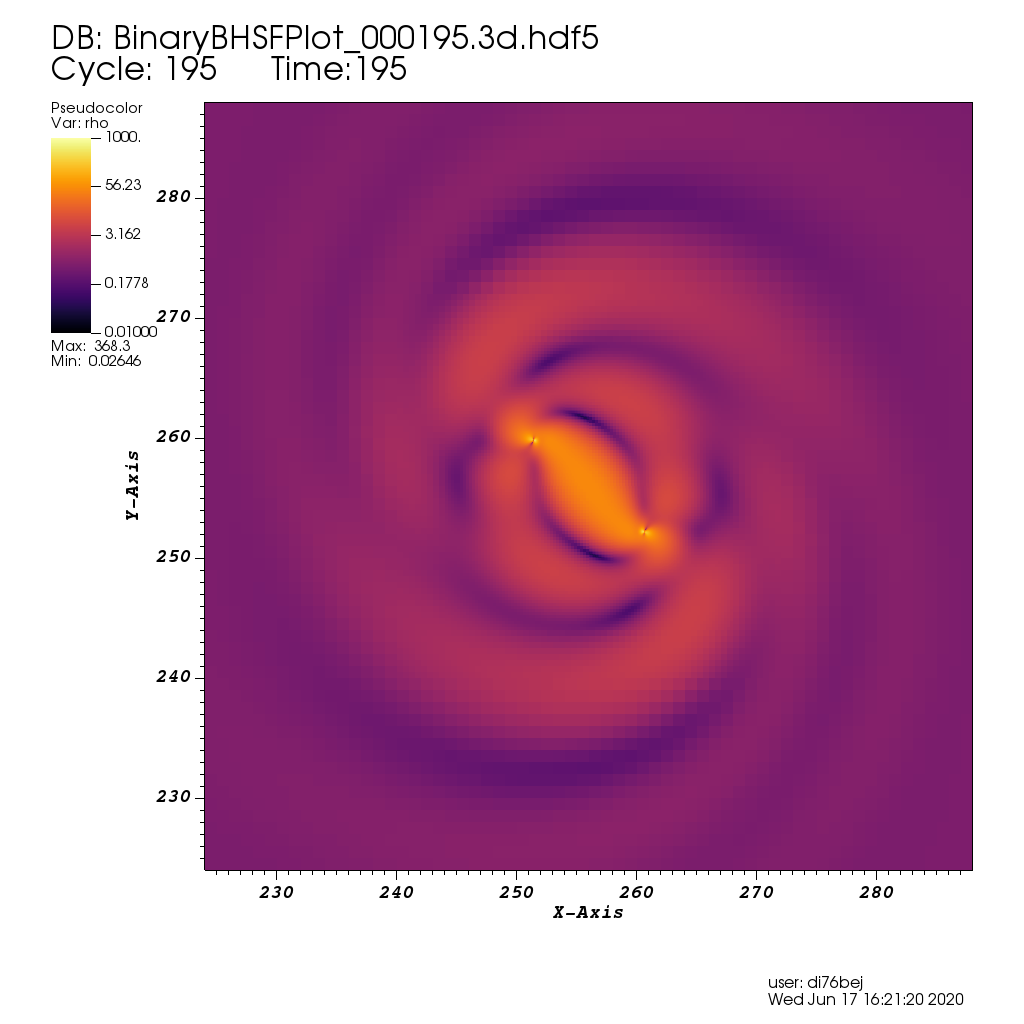 DB: BinaryBHSFPlot_000195.3d.hdf5
Cycle: 195 Time:195
Pseudocolor
Var: rho
1000.
56.23
3.162
0.1778
0.01000
Max: 368.3
Min: 0.02646
280
270
260
250
240
230
Y-Axis
230 240 250 260 270 280
X-Axis
user: di76bej
Wed Jun 17 16:21:20 2020